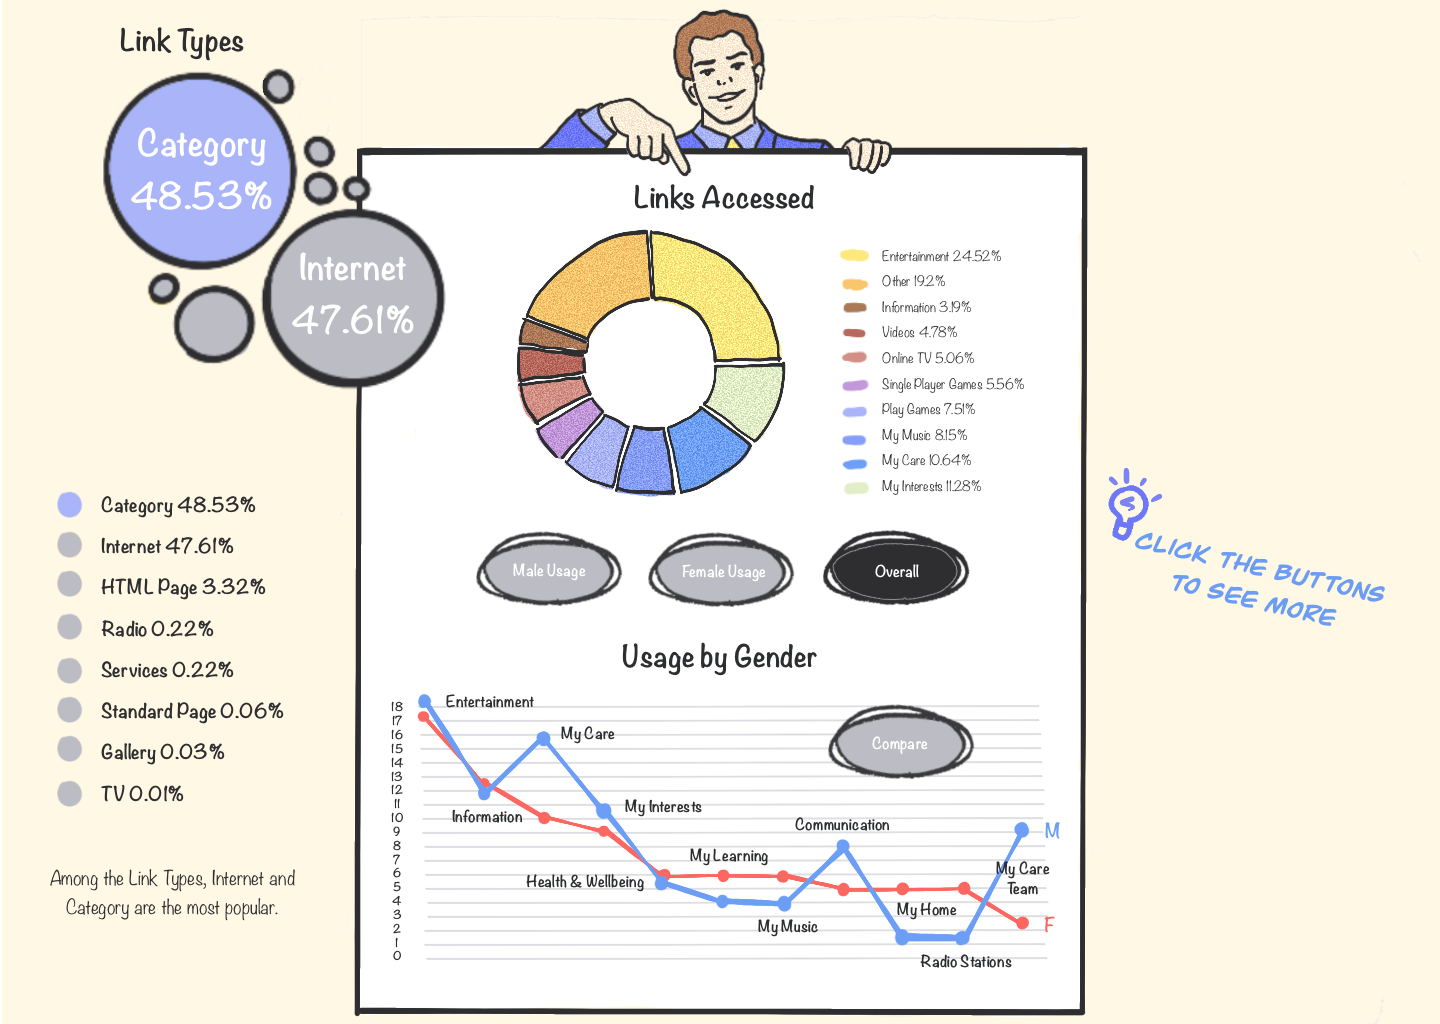 Link Types
Category
48.53%
Internet
47.61%
Category 48.53%
Internet 47.61%
HTML Page 3.32%
Radio 0.22%
Services 0.22%
Standard Page 0.06%
Gallery 0.03%
TV 0.01%
Among the Link Types, Internet and
Category are the most popular.
Links Accessed
Entertainment 24.52%
Other 19.2%
Information 3.19%
Videos 4.78%
Online TV 5.06%
Single Player Games 5.56%
Play Games 7.51%
My Music 8.15%
My Care 10.64%
My Interests 11.28%
Male Usage
Female Usage
Overall
CLICK THE BUTTONS
TO SEE MORE
Usage by Gender
18
17
16
15
14
13
12
11
10
9
8
7
6
5
4
3
2
1
0
Entertainment
My Care
Compare
Information
My Interests
Communication
M
My Learning
Health & Wellbeing
My Care
Team
My Home
My Music
F
Radio Stations